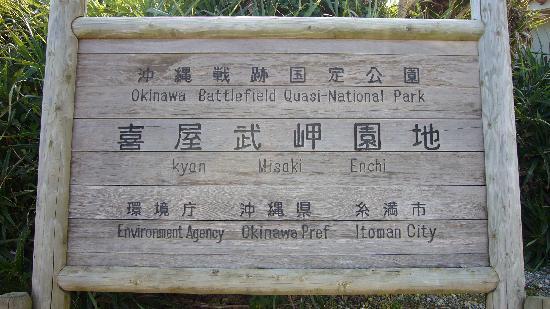 沖縄戦跡国定公園
Okinawa Battlefield Quasi-National Park
喜屋武岬園地
kyan Misaki Enchi
環境庁 沖縄県 糸満市
Environment Agency Okinawa Pref Itoman City